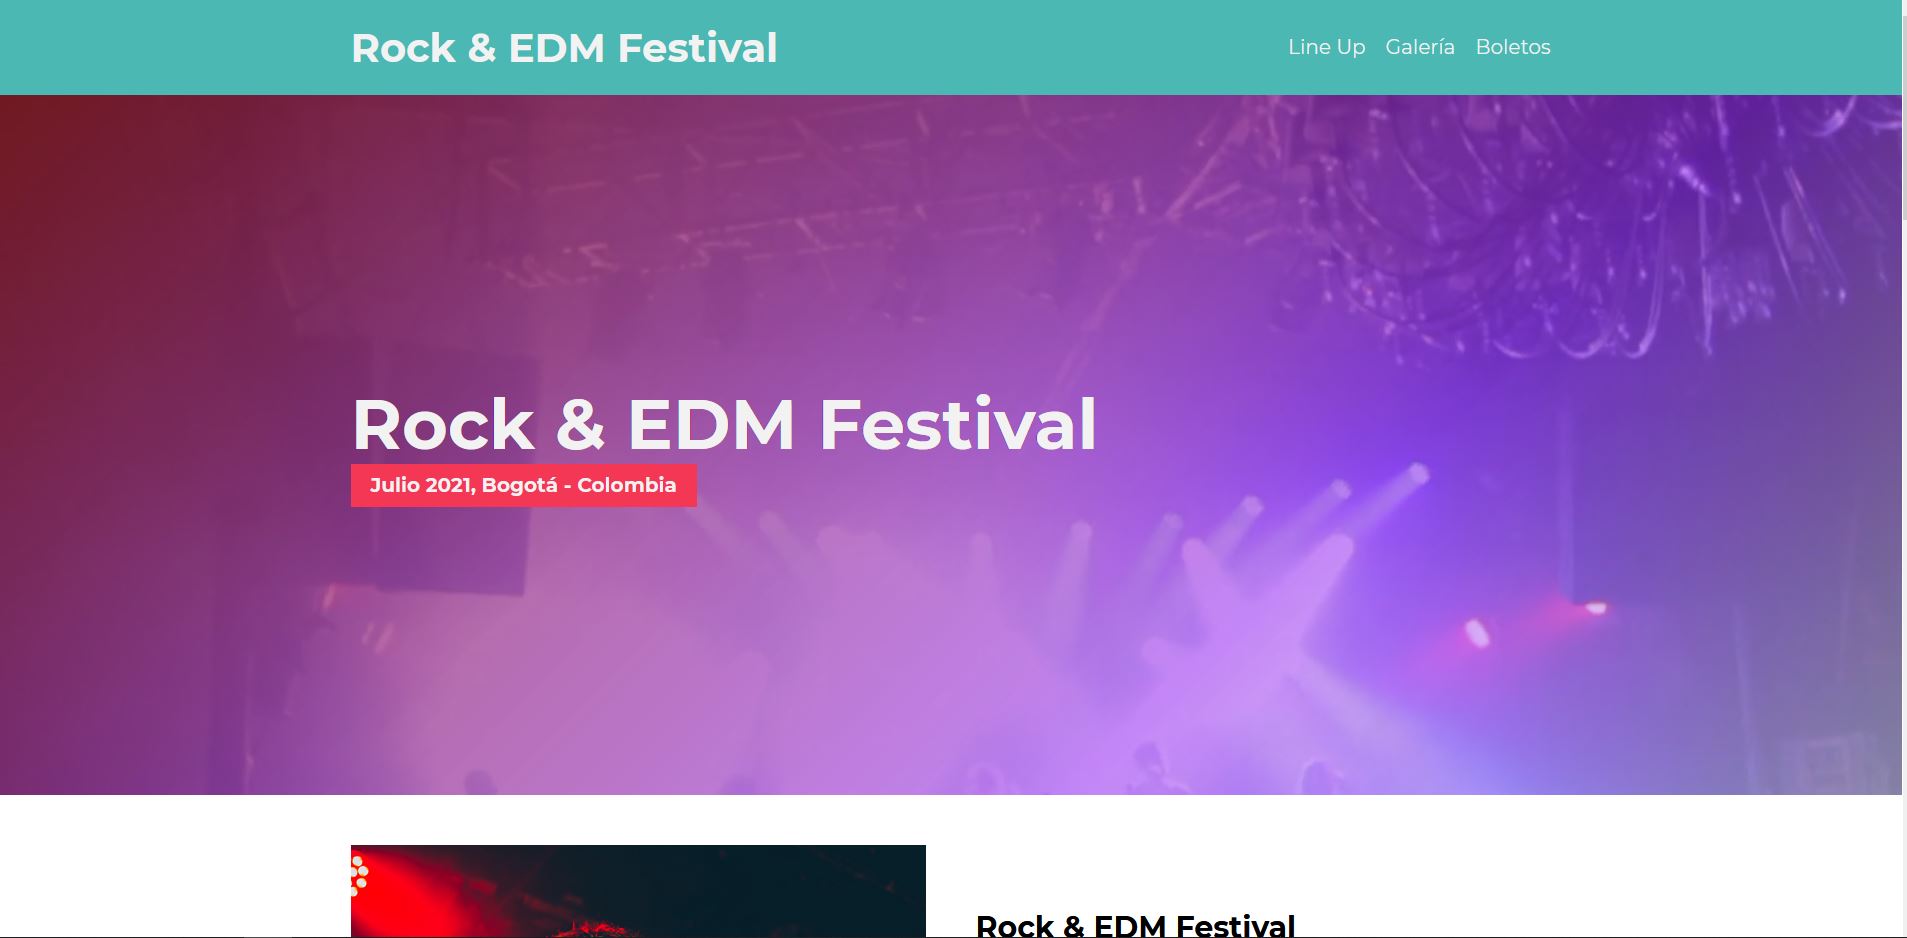 Rock & EDM Festival
Line Up Galería Boletos
Rock & EDM Festival
Julio 2021, Bogotá - Colombia
Rock & EDM Festival